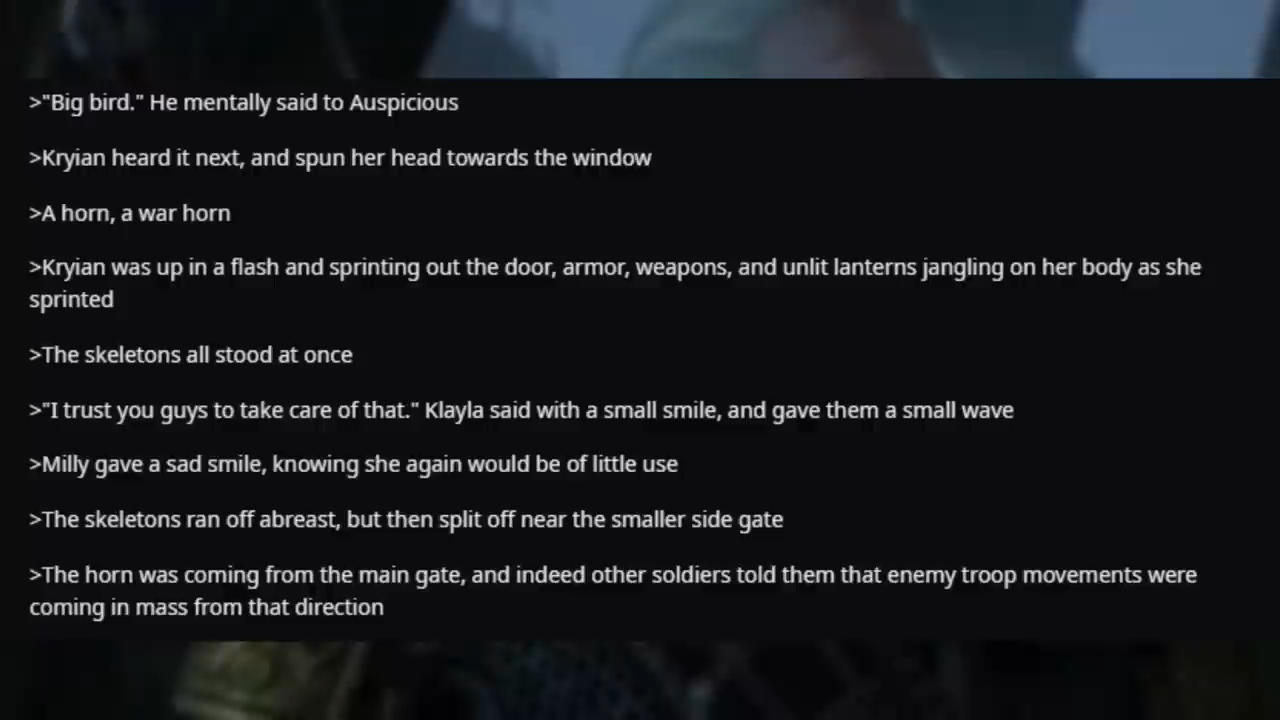 >"Big bird." He mentally said to Auspicious
>Kryian heard it next, and spun her head towards the window
>A horn, a war horn
>Kryian was up in a flash and sprinting out the door, armor, weapons, and unlit lanterns jangling on her body as she
sprinted
>The skeletons all stood at once
>"I trust you guys to take care of that." Klayla said with a small smile, and gave them a small wave
>Milly gave a sad smile, knowing she again would be of little use
>The skeletons ran off abreast, but then split off near the smaller side gate
>The horn was coming from the main gate, and indeed other soldiers told them that enemy troop movements were
coming in mass from that direction